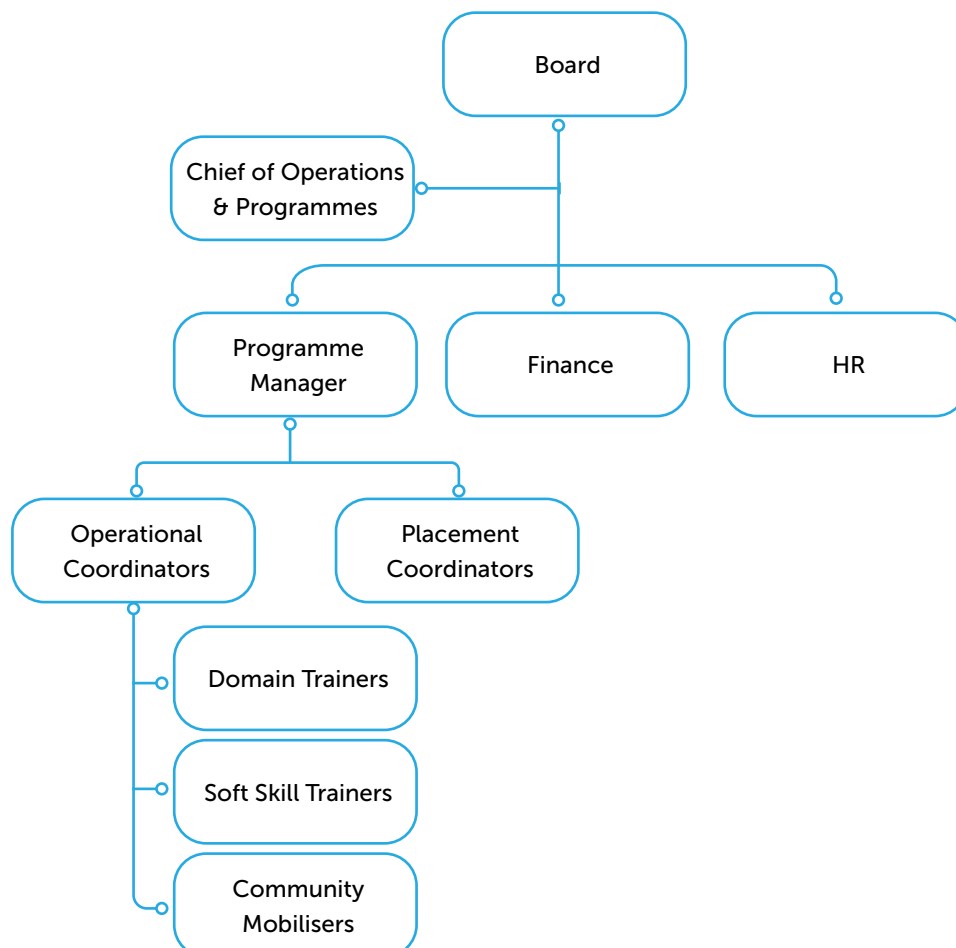 Board
Chief of Operations
& Programmes
Programme
Manager
Finance
HR
Operational
Coordinators
Placement
Coordinators
Domain Trainers
Soft Skill Trainers
Community
Mobilisers